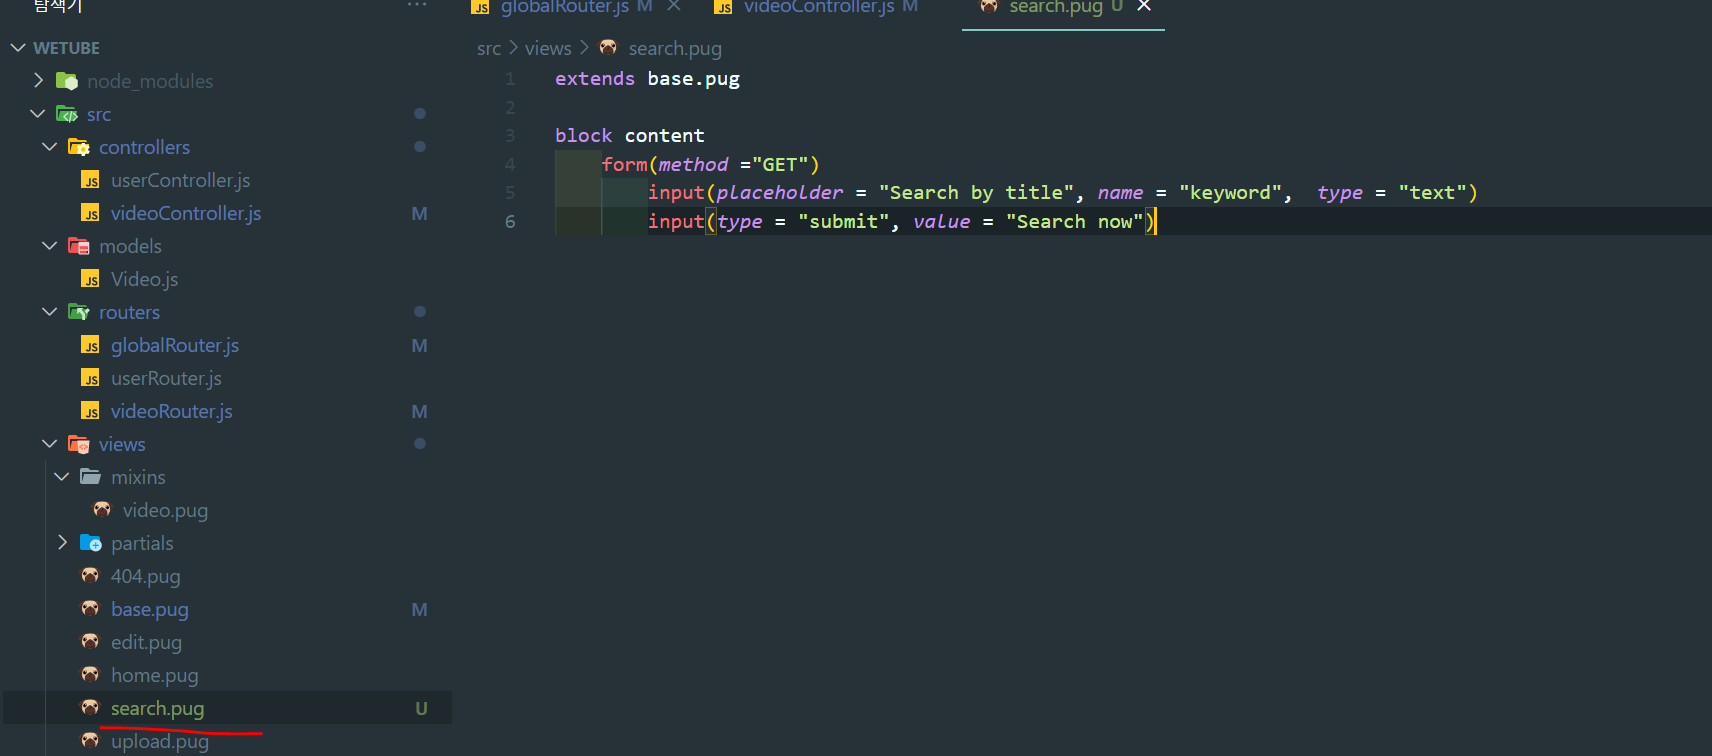 탐색기 ...
WETUBE
node_modules
src
controllers
userController.js
videoController.js M
models
Video.js
routers
globalRouter.js M
userRouter.js
videoRouter.js M
views
mixins
video.pug
partials
404.pug
base.pug M
edit.pug
home.pug
search.pug U
upload.pug
JS globalRouter.js M JS videoController.js M search.pug U
src > views > search.pug
1 extends base.pug
2
3 block content
4 form(method ="GET")
5 input(placeholder = "Search by title", name = "keyword",  type = "text")
6 input(type = "submit", value = "Search now")